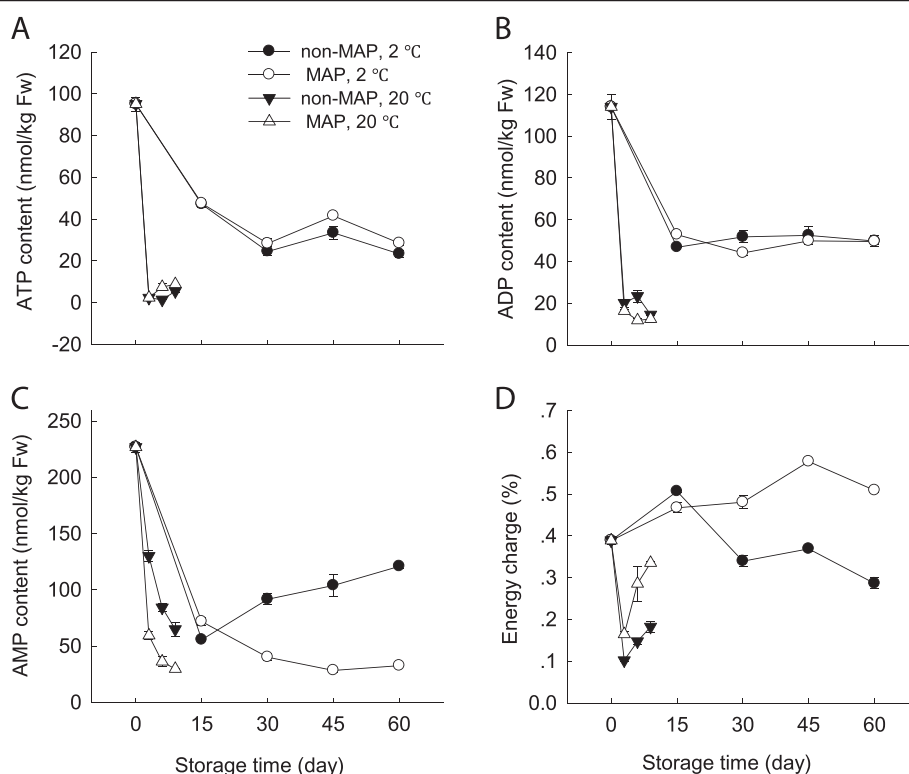 A
120
100
80
60
40
20
0
-20
ATP content (nmol/kg Fw)
non-MAP, 2 ℃
MAP, 2 ℃
non-MAP, 20 ℃
MAP, 20 ℃
B
140
120
100
80
60
40
20
0
ADP content (nmol/kg Fw)
C
250
200
150
100
50
0
AMP content (nmol/kg Fw)
0 15 30 45 60
Storage time (day)
D
.7
.6
.5
.4
.3
.2
.1
0.0
Energy charge (%)
0 15 30 45 60
Storage time (day)